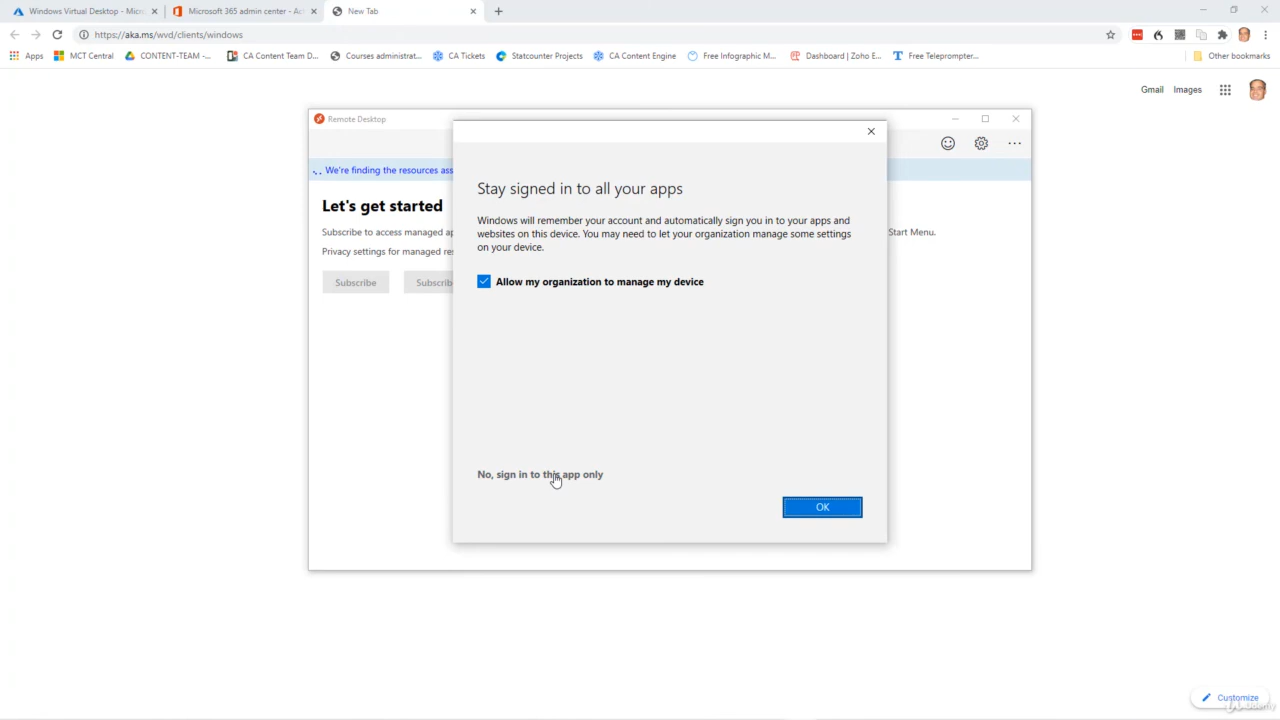 Windows Virtual Desktop - Micro
Microsoft 365 admin center - Act
New Tab
https://aka.ms/wvd/clients/windows
Apps
MCT Central
CONTENT-TEAM -...
CA Content Team D...
Courses administrat...
CA Tickets
Statcounter Projects
CA Content Engine
Free Infographic M...
Dashboard | Zoho E...
Free Teleprompter...
Other bookmarks
Gmail
Images
Remote Desktop
We're finding the resources ass
Let's get started
Subscribe to access managed ap
Start Menu.
Privacy settings for managed res
Subscribe
Subscrib
Stay signed in to all your apps
Windows will remember your account and automatically sign you in to your apps and
websites on this device. You may need to let your organization manage some settings
on your device.
Allow my organization to manage my device
No, sign in to this app only
OK
Customize
Udemy